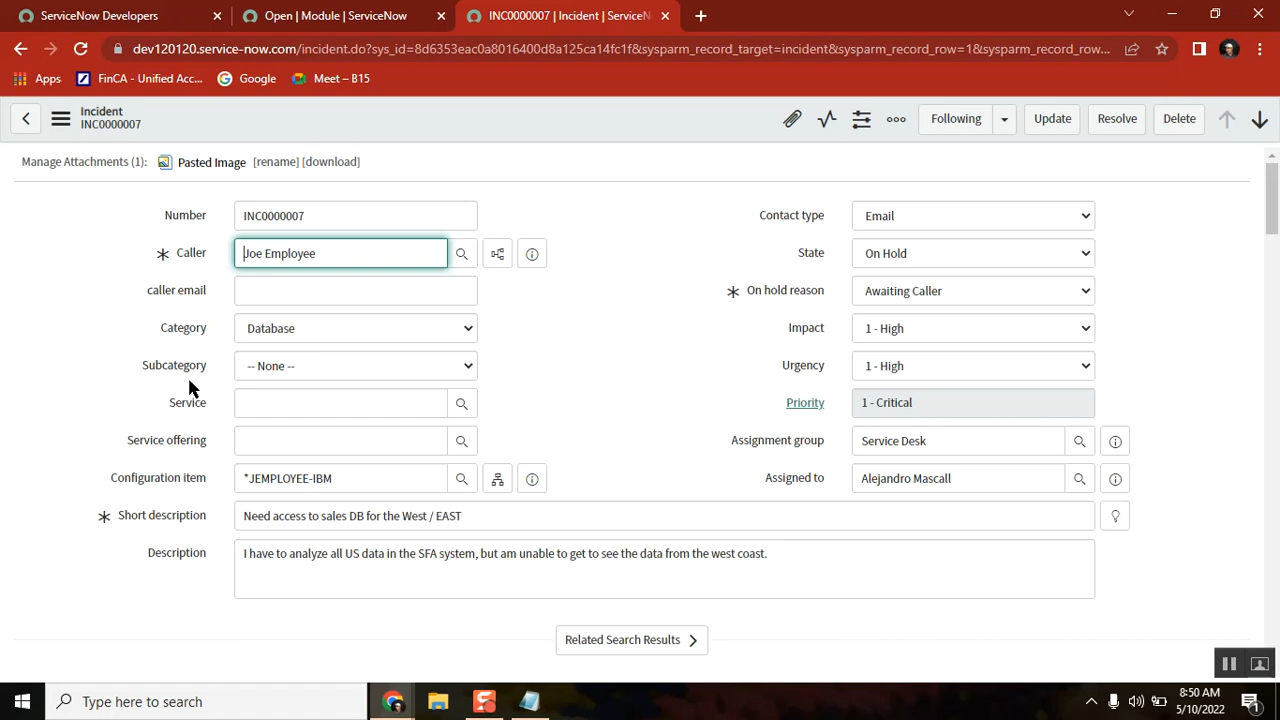 ServiceNow Developers
Open | Module | ServiceNow
INC0000007 | Incident | ServiceN
dev120120.service-now.com/incident.do?sys_id=8d6353eac0a8016400d8a125ca14fc1f&sysparm_record_target=incident&sysparm_record_row=1&sysparm_record_row...
Apps
FinCA - Unified Acc...
Google
Meet – B15
Incident
INC0000007
Following
Update
Resolve
Delete
Manage Attachments (1):
Pasted Image
[rename] [download]
Number
INC0000007
Contact type
Email
Caller
Joe Employee
State
On Hold
caller email
On hold reason
Awaiting Caller
Category
Database
Impact
1 - High
Subcategory
-- None --
Urgency
1 - High
Service
Priority
1 - Critical
Service offering
Assignment group
Service Desk
Configuration item
*JEMPLOYEE-IBM
Assigned to
Alejandro Mascall
Short description
Need access to sales DB for the West / EAST
Description
I have to analyze all US data in the SFA system, but am unable to get to see the data from the west coast.
Related Search Results
Type here to search
8:50 AM
5/10/2022
1